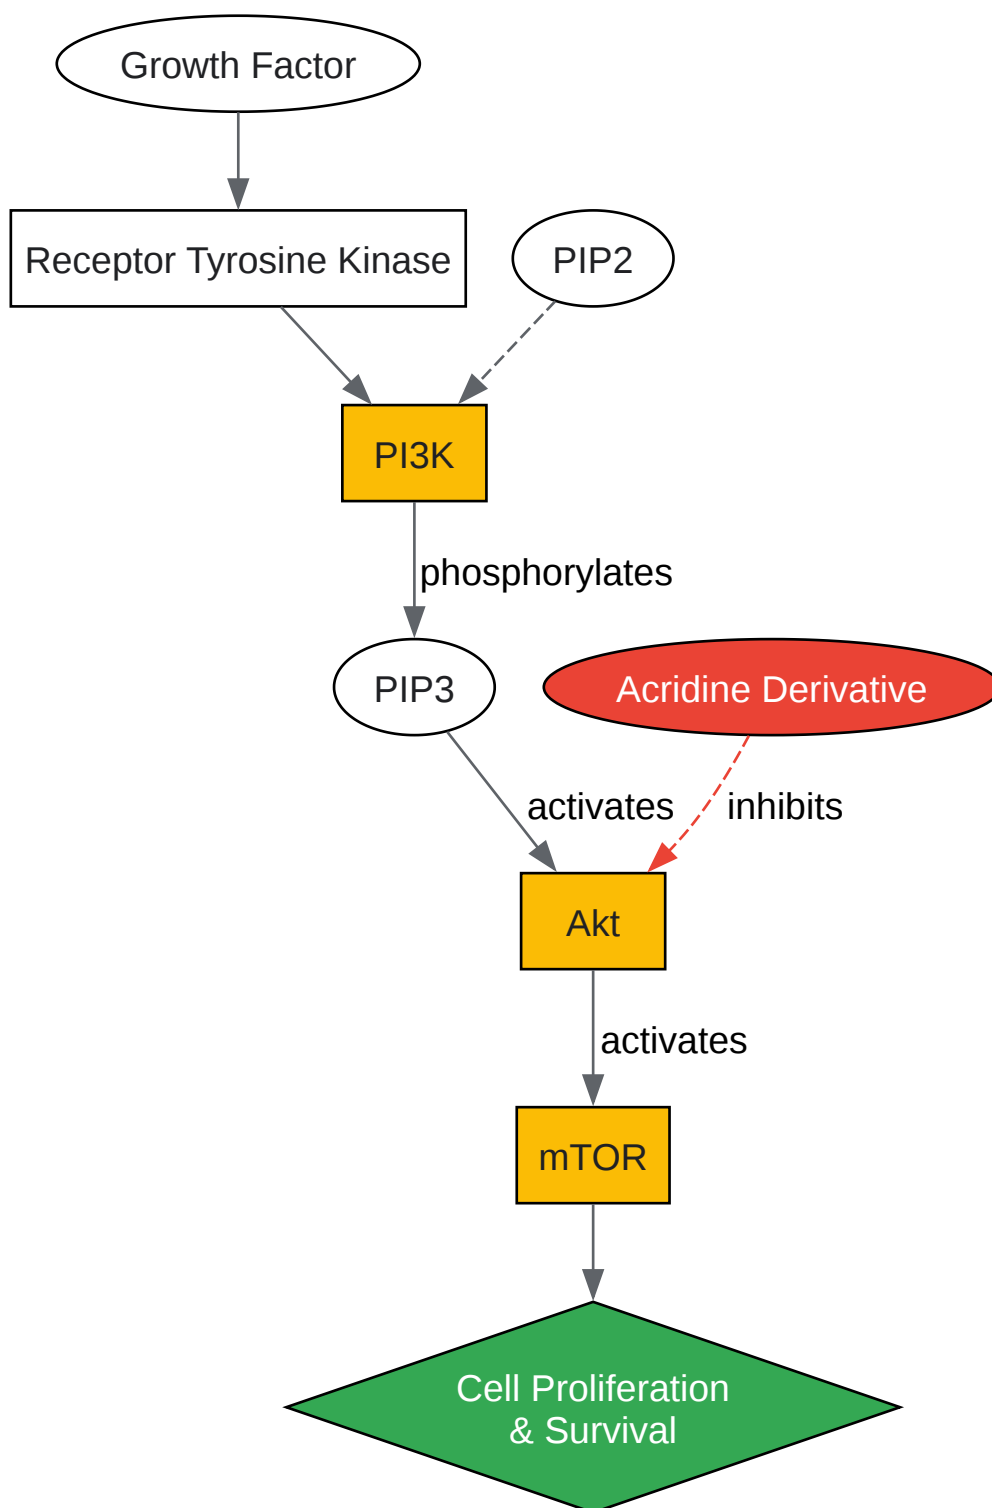 Growth Factor
Receptor Tyrosine Kinase
PIP2
PI3K
phosphorylates
PIP3
Acridine Derivative
activates
inhibits
Akt
activates
mTOR
Cell Proliferation
& Survival